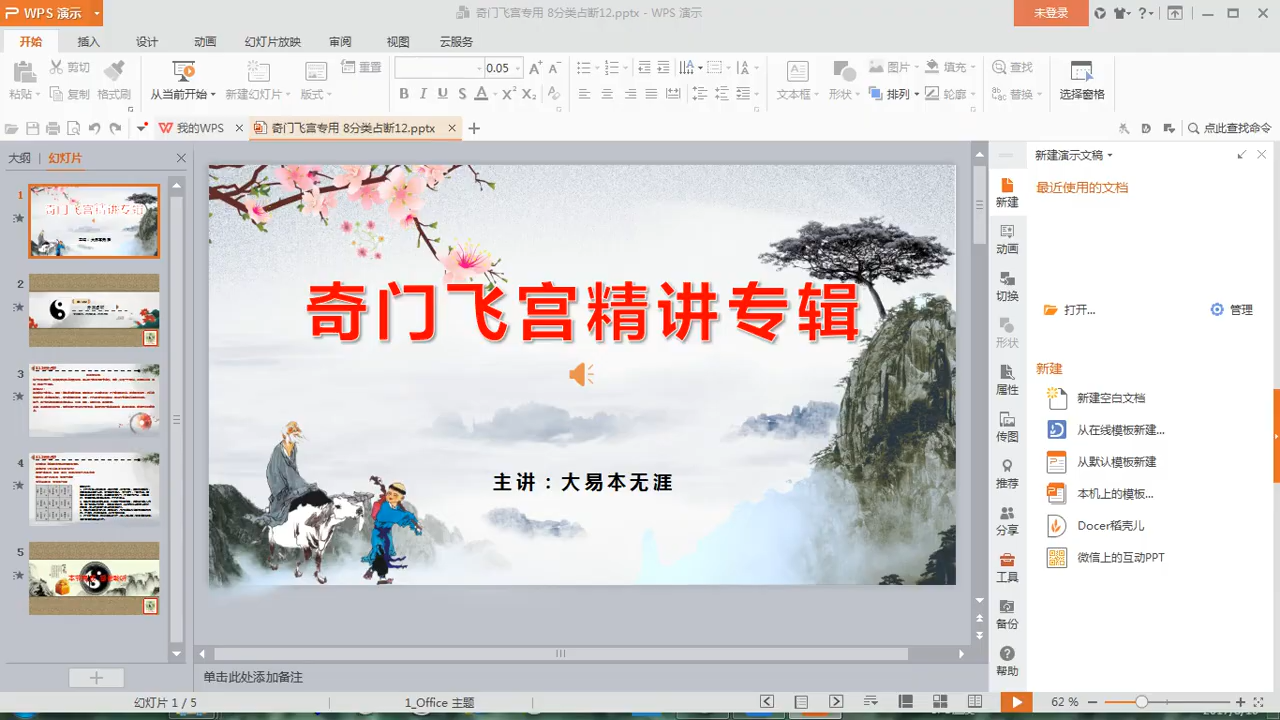 WPS 演示
奇门飞宫专用 8分类占断12.pptx - WPS 演示
未登录
开始 插入 设计 动画 幻灯片放映 审阅 视图 云服务
粘贴 剪切 复制 格式刷 从当前开始 新建幻灯片 版式 重置
0.05
文本框 形状 图片 排列 填充 轮廓 查找 替换 选择窗格
我的WPS
奇门飞宫专用 8分类占断12.pptx
点此查找命令
大纲 幻灯片
新建演示文稿
最近使用的文档
打开...
管理
新建
新建空白文档
从在线模板新建...
从默认模板新建
本机上的模板...
Docer稻壳儿
微信上的互动PPT
新建
动画
切换
形状
属性
传图
推荐
分享
工具
备份
帮助
1
2
3
4
5
奇门飞宫精讲专辑
主讲：大易本无涯
单击此处添加备注
幻灯片 1 / 5
1_Office 主题
62 %